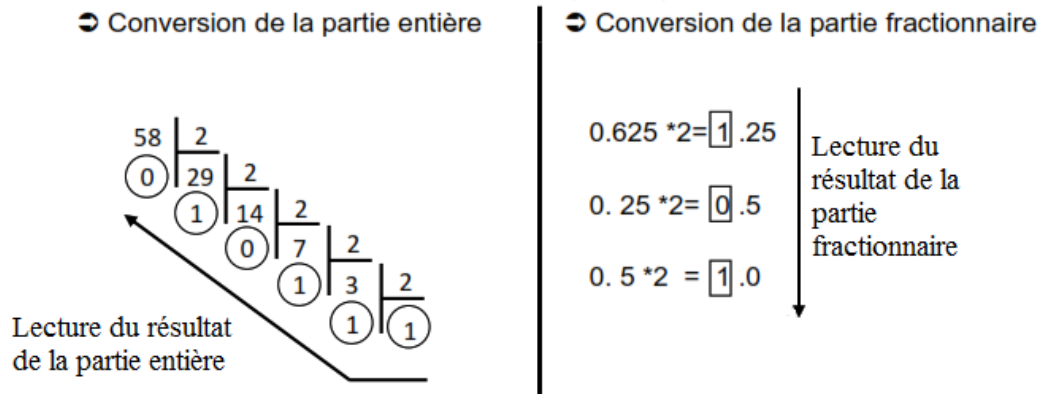 ➲ Conversion de la partie entière
58 2
0 29 2
1 14 2
0 7 2
1 3 2
1 1
Lecture du résultat
de la partie entière
➲ Conversion de la partie fractionnaire
0.625 *2=1 .25
0. 25 *2= 0 .5
0. 5 *2 = 1 .0
Lecture du
résultat de la
partie
fractionnaire